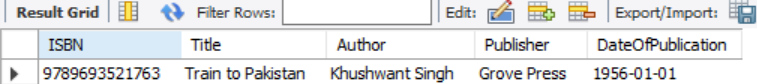 Result Grid Filter Rows: Edit: Export/Import:
ISBN Title Author Publisher DateOfPublication
9789693521763 Train to Pakistan Khushwant Singh Grove Press 1956-01-01